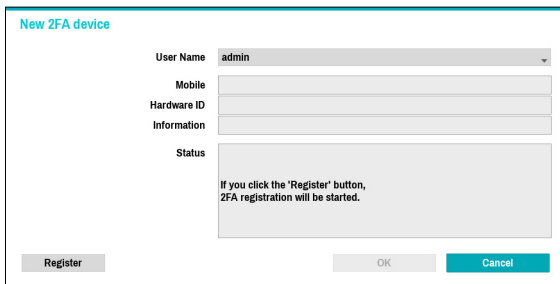 New 2FA device
User Name admin
Mobile
Hardware ID
Information
Status
If you click the 'Register' button,
2FA registration will be started.
Register OK Cancel